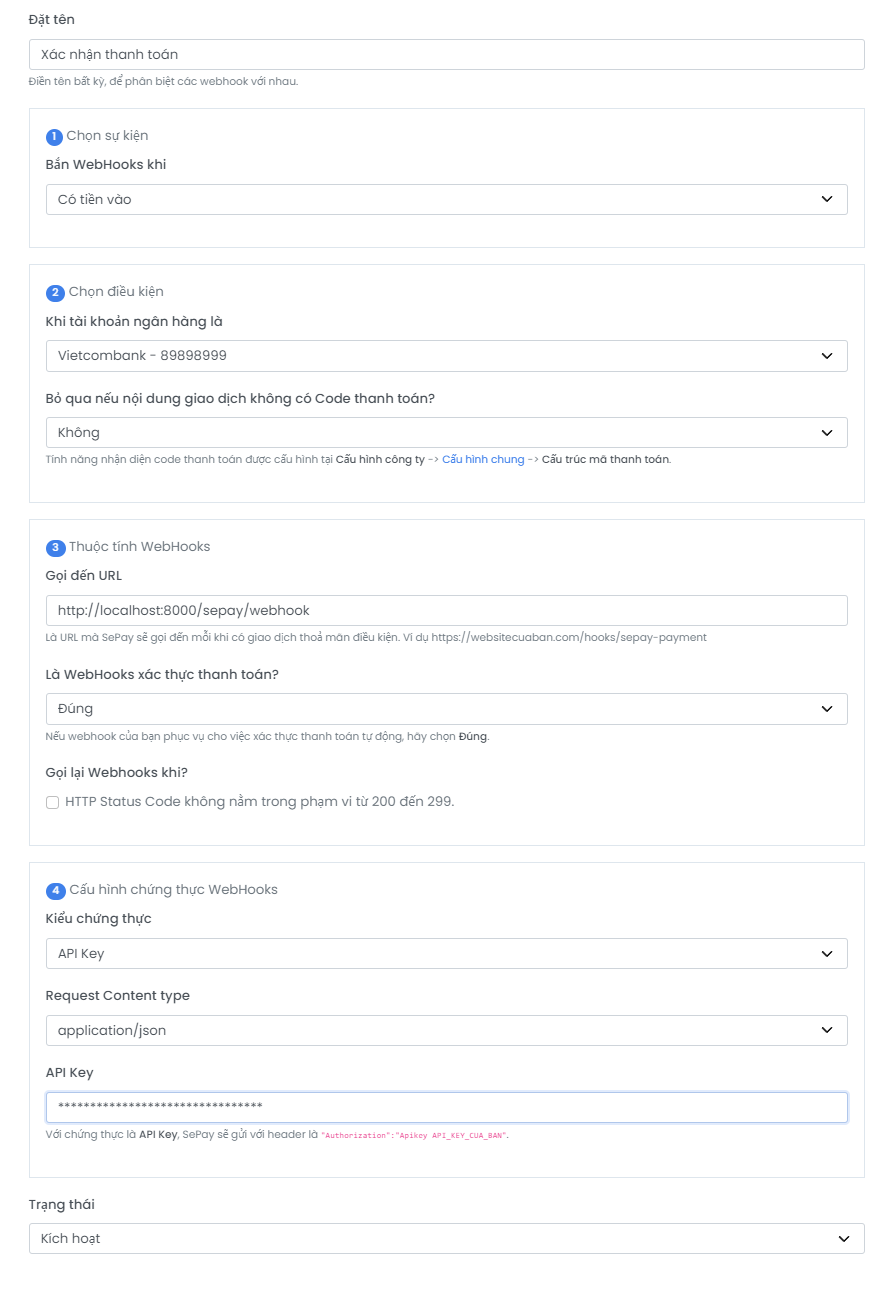 Đặt tên
Xác nhận thanh toán
Điền tên bất kỳ, để phân biệt các webhook với nhau.
1 Chọn sự kiện
Bắn WebHooks khi
Có tiền vào
2 Chọn điều kiện
Khi tài khoản ngân hàng là
Vietcombank - 89898999
Bỏ qua nếu nội dung giao dịch không có Code thanh toán?
Không
Tính năng nhận diện code thanh toán được cấu hình tại Cấu hình công ty -> Cấu hình chung -> Cấu trúc mã thanh toán.
3 Thuộc tính WebHooks
Gọi đến URL
http://localhost:8000/sepay/webhook
Là URL mà SePay sẽ gọi đến mỗi khi có giao dịch thoả mãn điều kiện. Ví dụ https://websitecuaban.com/hooks/sepay-payment
Là WebHooks xác thực thanh toán?
Đúng
Nếu webhook của bạn phục vụ cho việc xác thực thanh toán tự động, hãy chọn Đúng.
Gọi lại Webhooks khi?
HTTP Status Code không nằm trong phạm vi từ 200 đến 299.
4 Cấu hình chứng thực WebHooks
Kiểu chứng thực
API Key
Request Content type
application/json
API Key
********************************
Với chứng thực là API Key, SePay sẽ gửi với header là "Authorization":"Apikey API_KEY_CUA_BAN".
Trạng thái
Kích hoạt